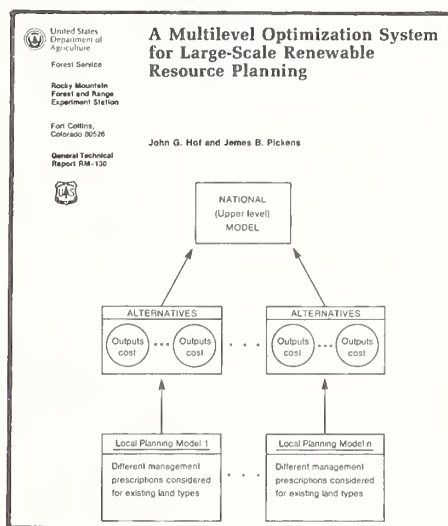 United States
Department of
Agriculture
Forest Service
Rocky Mountain
Forest and Range
Experiment Station
Fort Collins,
Colorado 80526
General Technical
Report RM-130
A Multilevel Optimization System
for Large-Scale Renewable
Resource Planning
John G. Hof and James B. Pickens
NATIONAL
(Upper level)
MODEL
ALTERNATIVES
Outputs
cost
...
Outputs
cost
. . .
ALTERNATIVES
Outputs
cost
...
Outputs
cost
Local Planning Model 1
Different management
prescriptions considered
for existing land types
. . .
Local Planning Model n
Different management
prescriptions considered
for existing land types